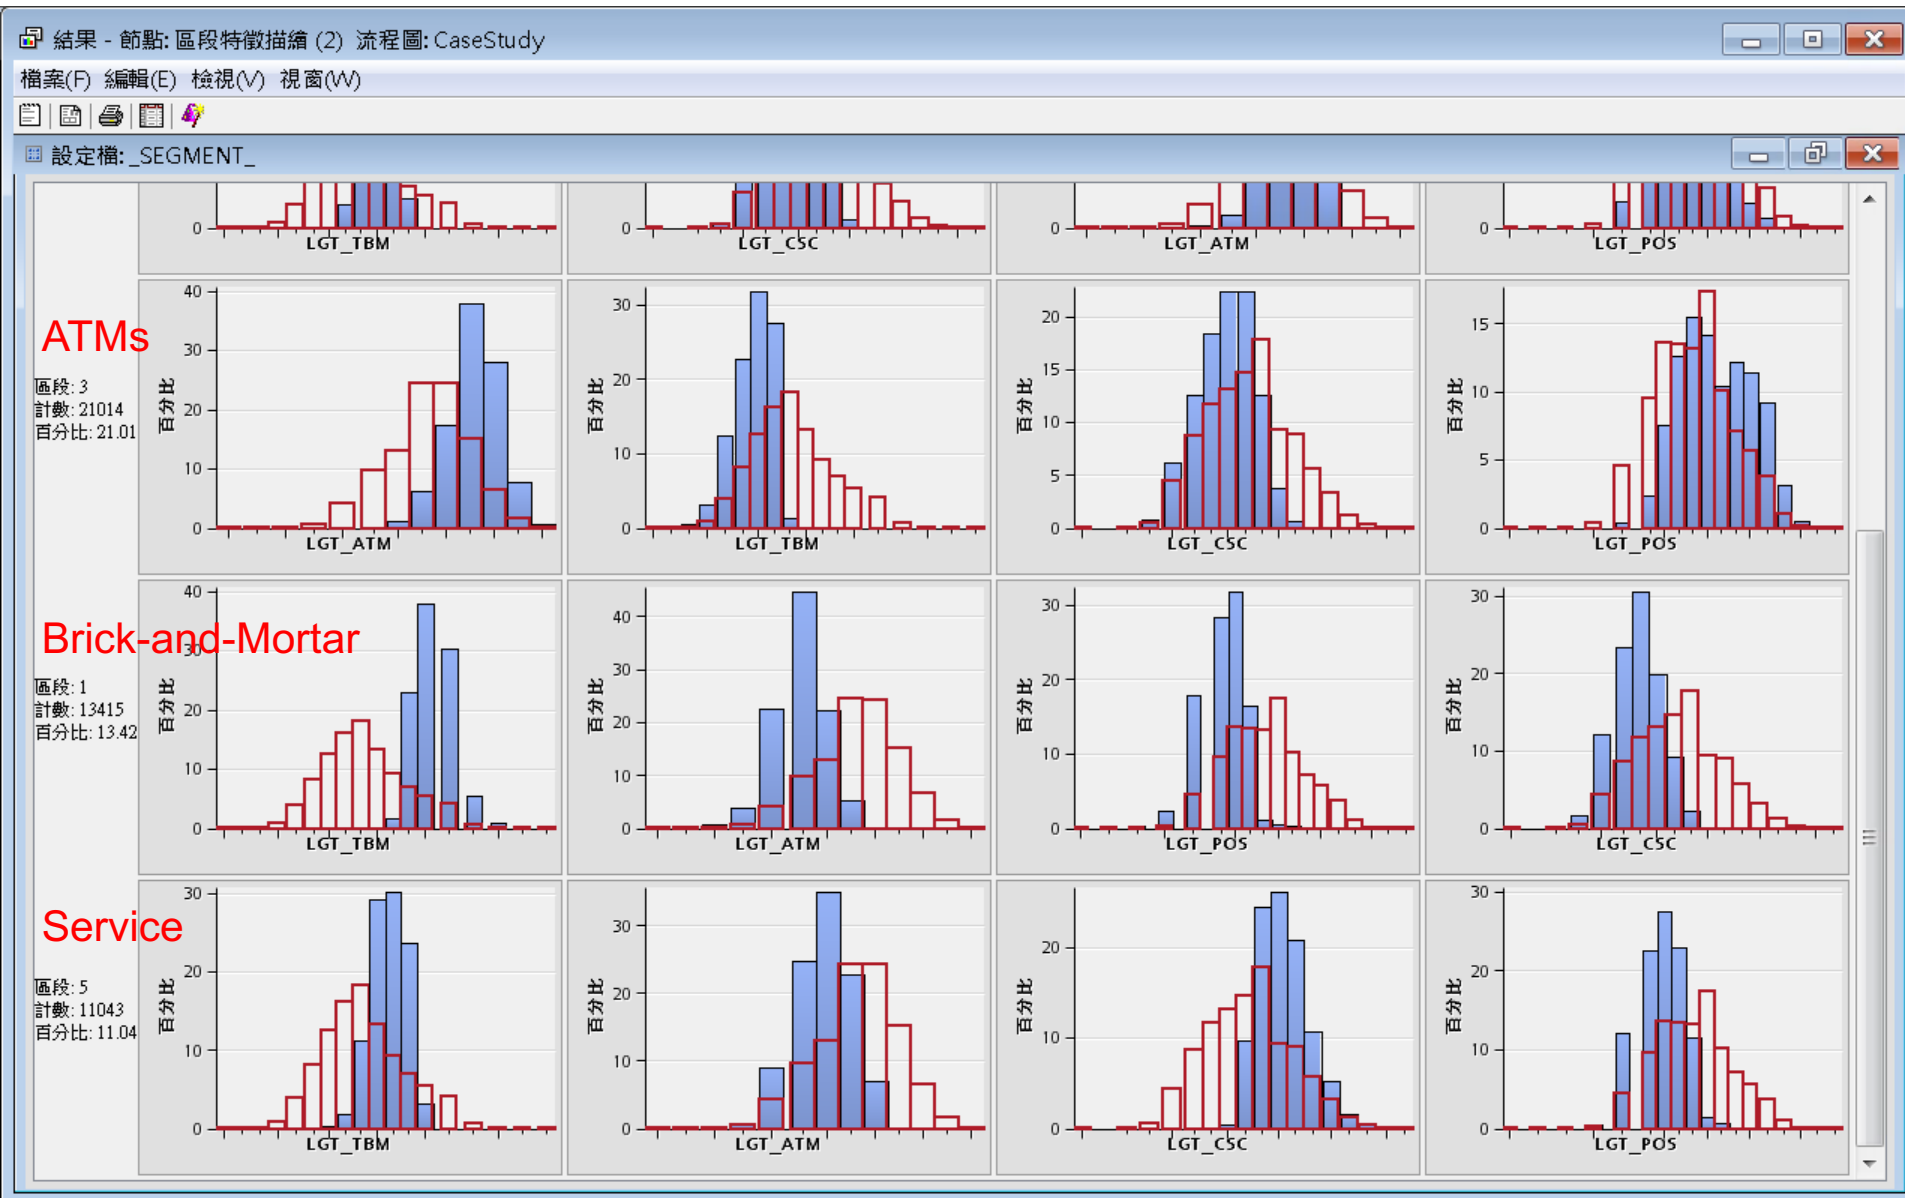 結果 - 節點: 區段特徵描繪 (2) 流程圖: CaseStudy
檔案(F) 編輯(E) 檢視(V) 視窗(W)
設定檔: _SEGMENT_
0
LGT_TBM
0
LGT_CSC
0
LGT_ATM
0
LGT_POS
ATMs
區段: 3
計數: 21014
百分比: 21.01
百分比
40
30
20
10
0
LGT_ATM
百分比
30
20
10
0
LGT_TBM
百分比
20
15
10
5
0
LGT_CSC
百分比
15
10
5
0
LGT_POS
Brick-and-Mortar
區段: 1
計數: 13415
百分比: 13.42
百分比
40
30
20
10
0
LGT_TBM
百分比
40
30
20
10
0
LGT_ATM
百分比
30
20
10
0
LGT_POS
百分比
30
20
10
0
LGT_CSC
Service
區段: 5
計數: 11043
百分比: 11.04
百分比
30
20
10
0
LGT_TBM
百分比
30
20
10
0
LGT_ATM
百分比
20
10
0
LGT_CSC
百分比
30
20
10
0
LGT_POS